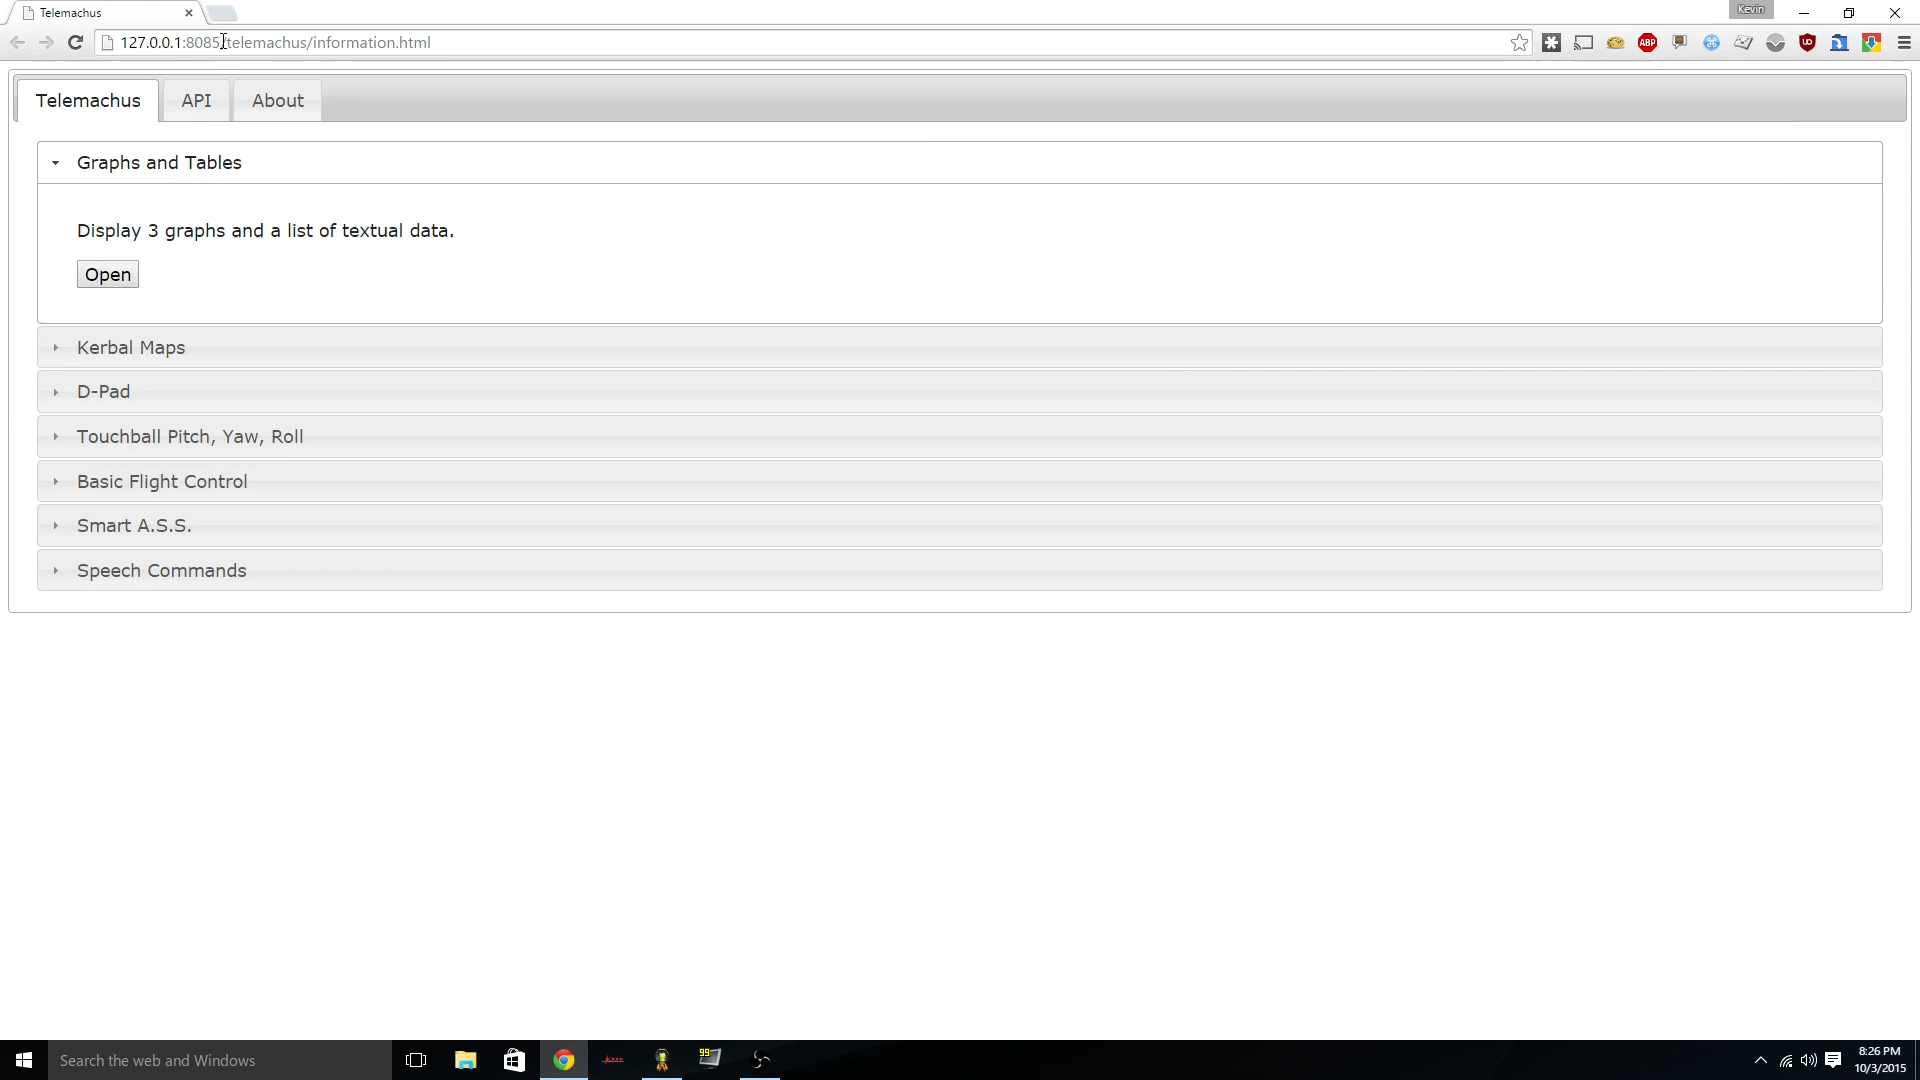 Telemachus
Kevin
127.0.0.1:8085/telemachus/information.html
ABP
Telemachus
API
About
Graphs and Tables
Display 3 graphs and a list of textual data.
Open
Kerbal Maps
D-Pad
Touchball Pitch, Yaw, Roll
Basic Flight Control
Smart A.S.S.
Speech Commands
Search the web and Windows
99
8:26 PM
10/3/2015